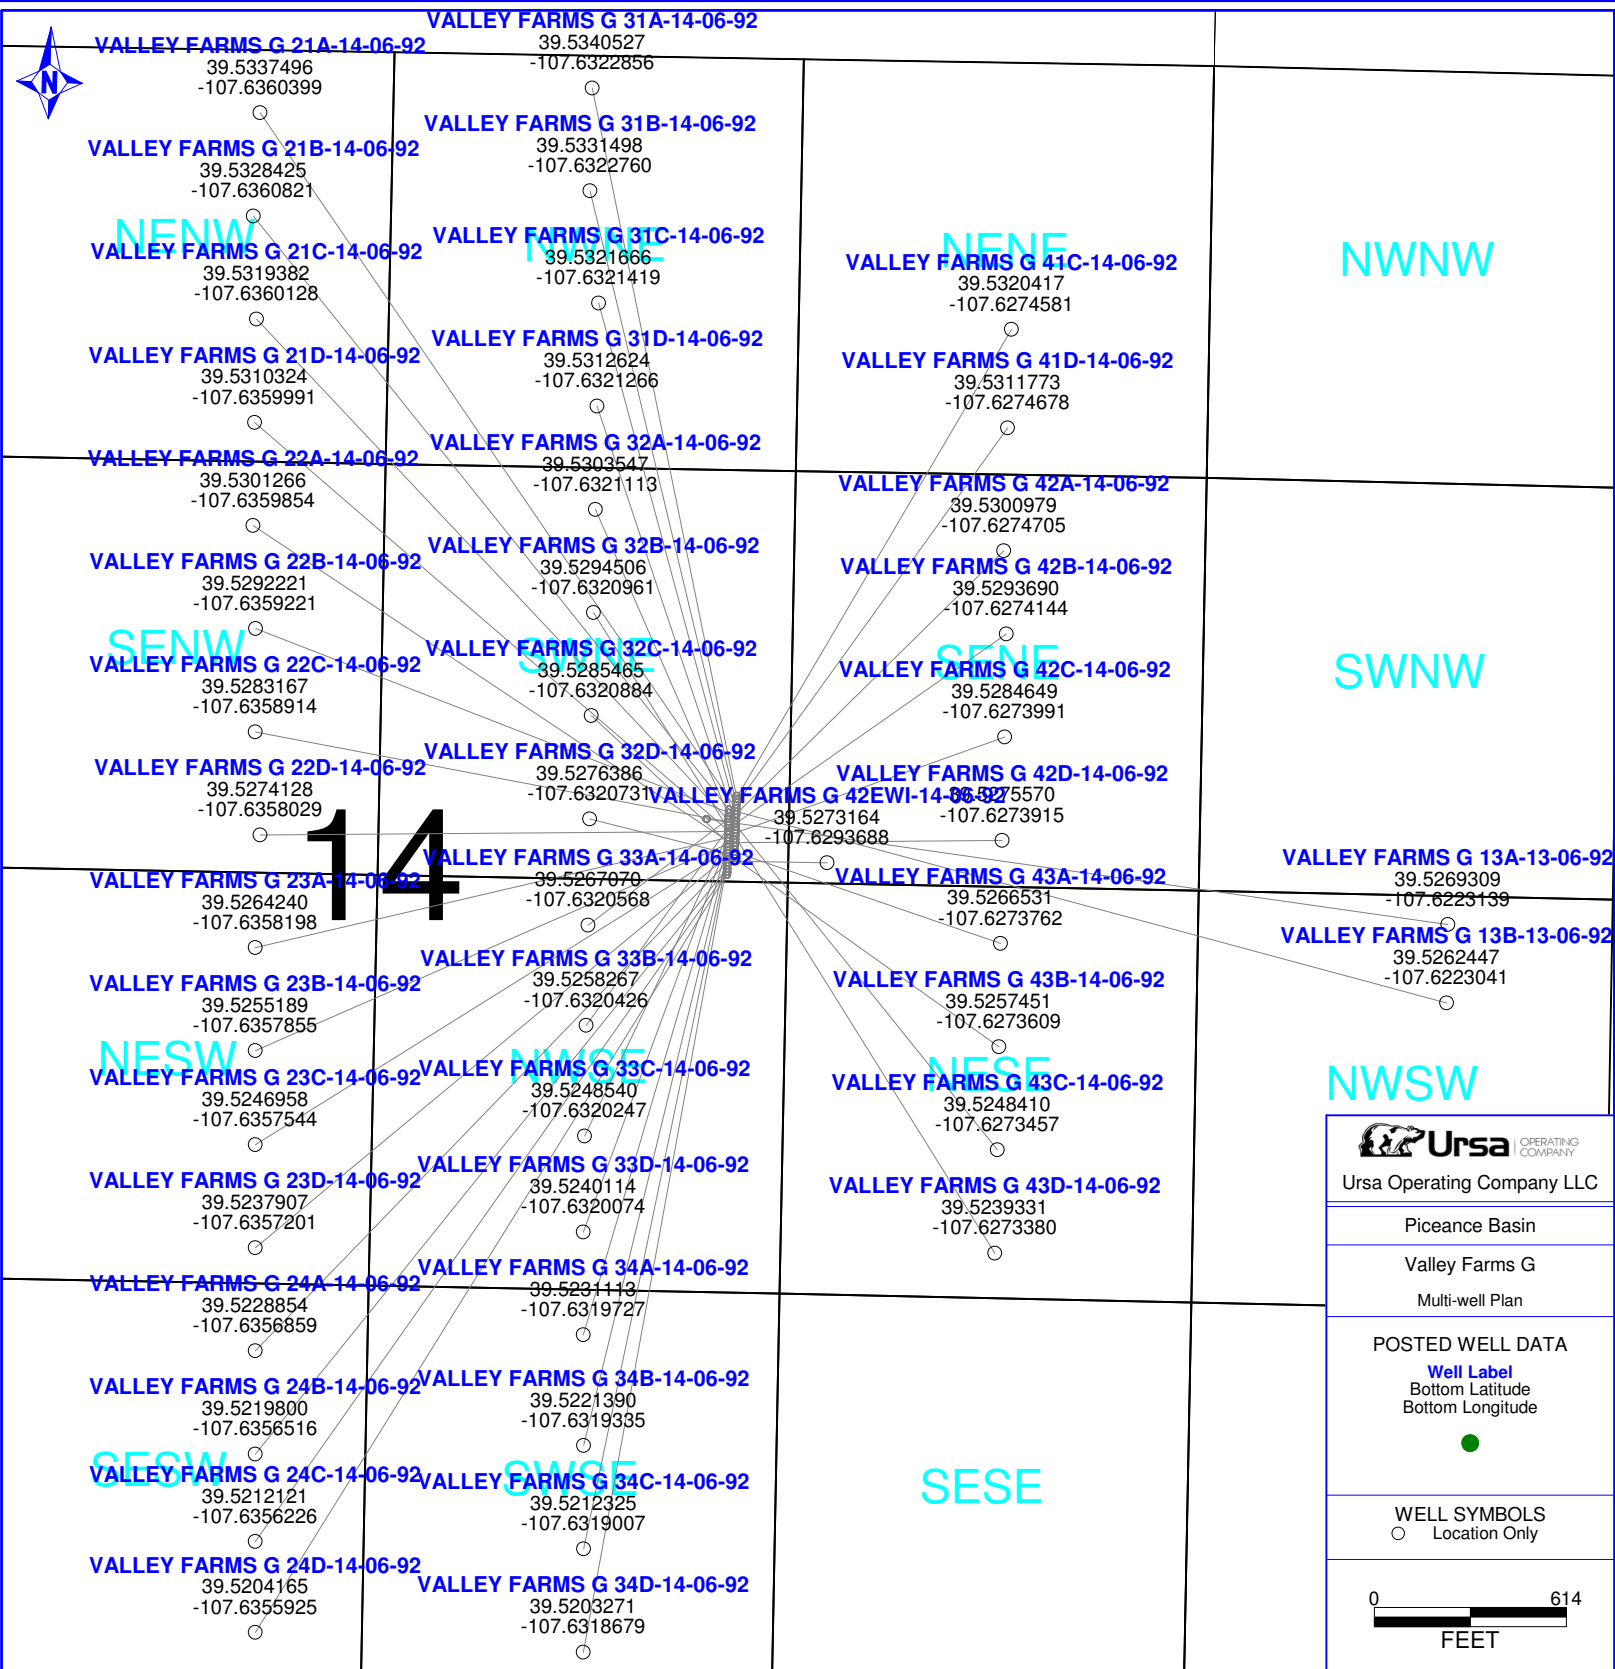 N
VALLEY FARMS G 21A-14-06-92
39.5337496
-107.6360399
VALLEY FARMS G 21B-14-06-92
39.5328425
-107.6360821
NENW
VALLEY FARMS G 21C-14-06-92
39.5319382
-107.6360128
VALLEY FARMS G 21D-14-06-92
39.5310324
-107.6359991
VALLEY FARMS G 22A-14-06-92
39.5301266
-107.6359854
VALLEY FARMS G 22B-14-06-92
39.5292221
-107.6359221
SENW
VALLEY FARMS G 22C-14-06-92
39.5283167
-107.6358914
VALLEY FARMS G 22D-14-06-92
39.5274128
-107.6358029
14
VALLEY FARMS G 23A-14-06-92
39.5264240
-107.6358198
VALLEY FARMS G 23B-14-06-92
39.5255189
-107.6357855
NESW
VALLEY FARMS G 23C-14-06-92
39.5246958
-107.6357544
VALLEY FARMS G 23D-14-06-92
39.5237907
-107.6357201
VALLEY FARMS G 24A-14-06-92
39.5228854
-107.6356859
VALLEY FARMS G 24B-14-06-92
39.5219800
-107.6356516
SESW
VALLEY FARMS G 24C-14-06-92
39.5212121
-107.6356226
VALLEY FARMS G 24D-14-06-92
39.5204165
-107.6355925
VALLEY FARMS G 31A-14-06-92
39.5340527
-107.6322856
VALLEY FARMS G 31B-14-06-92
39.5331498
-107.6322760
NWNE
VALLEY FARMS G 31C-14-06-92
39.5321666
-107.6321419
VALLEY FARMS G 31D-14-06-92
39.5312624
-107.6321266
VALLEY FARMS G 32A-14-06-92
39.5303547
-107.6321113
VALLEY FARMS G 32B-14-06-92
39.5294506
-107.6320961
SWNE
VALLEY FARMS G 32C-14-06-92
39.5285465
-107.6320884
VALLEY FARMS G 32D-14-06-92
39.5276386
-107.6320731
VALLEY FARMS G 33A-14-06-92
39.5267070
-107.6320568
VALLEY FARMS G 33B-14-06-92
39.5258267
-107.6320426
NWSE
VALLEY FARMS G 33C-14-06-92
39.5248540
-107.6320247
VALLEY FARMS G 33D-14-06-92
39.5240114
-107.6320074
VALLEY FARMS G 34A-14-06-92
39.5231113
-107.6319727
VALLEY FARMS G 34B-14-06-92
39.5221390
-107.6319335
SWSE
VALLEY FARMS G 34C-14-06-92
39.5212325
-107.6319007
VALLEY FARMS G 34D-14-06-92
39.5203271
-107.6318679
NENE
VALLEY FARMS G 41C-14-06-92
39.5320417
-107.6274581
VALLEY FARMS G 41D-14-06-92
39.5311773
-107.6274678
VALLEY FARMS G 42A-14-06-92
39.5300979
-107.6274705
VALLEY FARMS G 42B-14-06-92
39.5293690
-107.6274144
SENE
VALLEY FARMS G 42C-14-06-92
39.5284649
-107.6273991
VALLEY FARMS G 42D-14-06-92
39.5275570
-107.6273915
VALLEY FARMS G 42EWI-14-06-92
39.5273164
-107.6293688
VALLEY FARMS G 43A-14-06-92
39.5266531
-107.6273762
VALLEY FARMS G 43B-14-06-92
39.5257451
-107.6273609
NESE
VALLEY FARMS G 43C-14-06-92
39.5248410
-107.6273457
VALLEY FARMS G 43D-14-06-92
39.5239331
-107.6273380
SESE
NWNW
SWNW
VALLEY FARMS G 13A-13-06-92
39.5269309
-107.6223139
VALLEY FARMS G 13B-13-06-92
39.5262447
-107.6223041
NWSW
Ursa OPERATING COMPANY
Ursa Operating Company LLC
Piceance Basin
Valley Farms G
Multi-well Plan
POSTED WELL DATA
Well Label
Bottom Latitude
Bottom Longitude
WELL SYMBOLS
Location Only
0 614
FEET